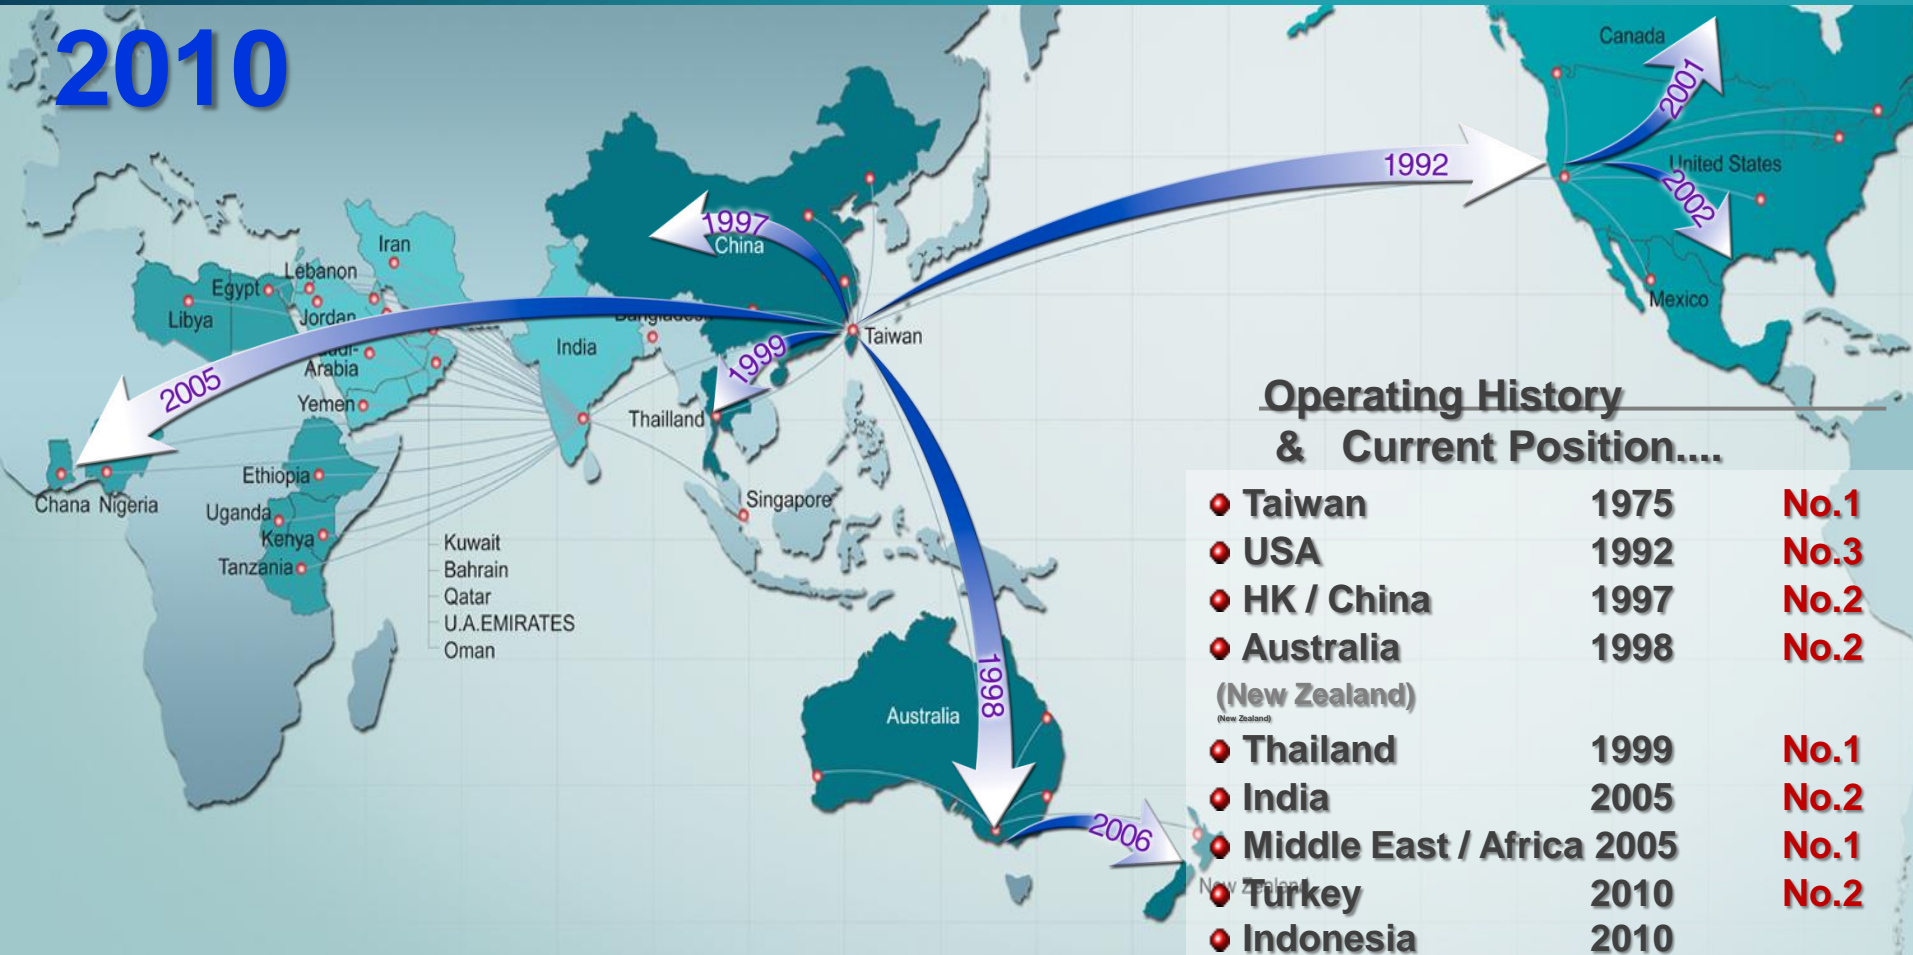 2010
Canada
2001
1992
United States
2002
Mexico
1997
China
Iran
Lebanon
Egypt
Libya
Jordan
Arabia
Yemen
2005
India
Taiwan
1999
Thailland
Ethiopia
Chana Nigeria
Uganda
Kenya
Tanzania
Singapore
Kuwait
Bahrain
Qatar
U.A.EMIRATES
Oman
Australia
1998
2006
New Zealand
Operating History
& Current Position....
Taiwan 1975 No.1
USA 1992 No.3
HK / China 1997 No.2
Australia 1998 No.2
(New Zealand)
(New Zealand)
Thailand 1999 No.1
India 2005 No.2
Middle East / Africa 2005 No.1
Turkey 2010 No.2
Indonesia 2010